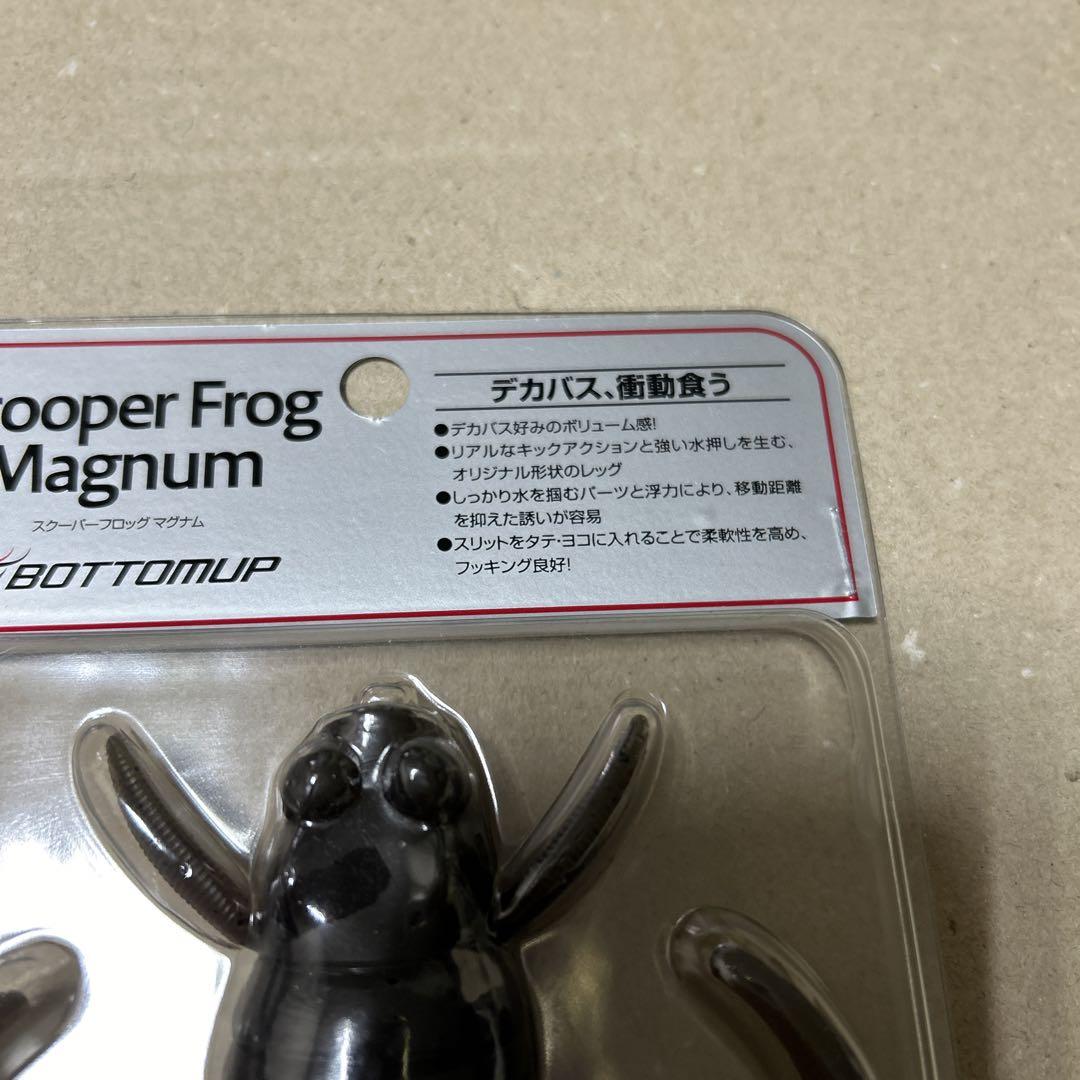 rooper Frog
Magnum
スクーパーフロッグ マグナム
BOTTOMUP
デカバス、衝動食う
●デカバス好みのボリューム感!
●リアルなキックアクションと強い水押しを生む、
オリジナル形状のレッグ
●しっかり水を掴むパーツと浮力により、移動距離
を抑えた誘いが容易
●スリットをタテ・ヨコに入れることで柔軟性を高め、
フッキング良好!